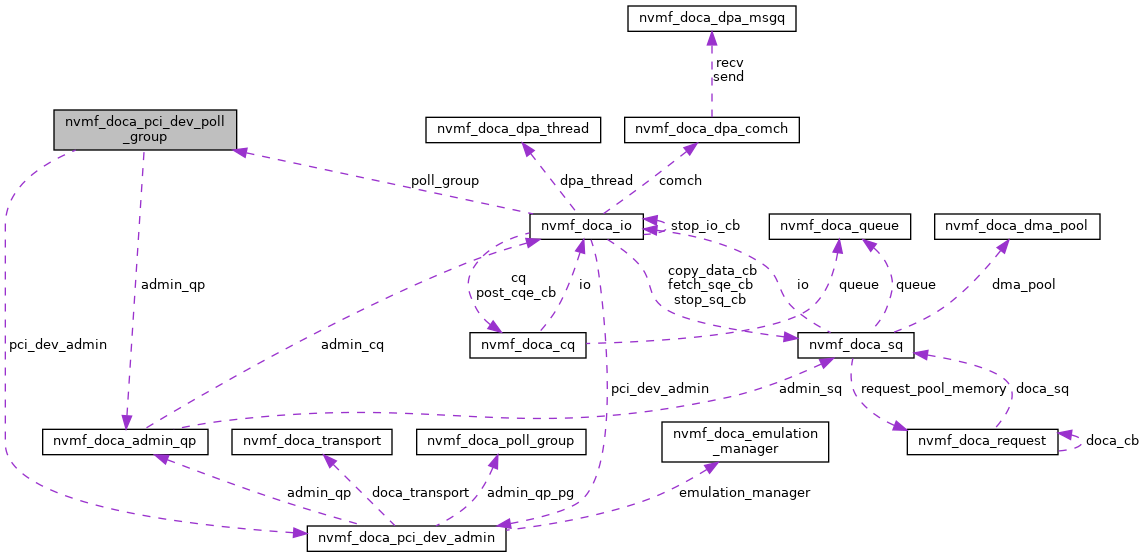 nvmf_doca_dpa_msgq
recv
send
nvmf_doca_pci_dev_poll
_group
nvmf_doca_dpa_thread
nvmf_doca_dpa_comch
poll_group
dpa_thread
comch
nvmf_doca_io
stop_io_cb
nvmf_doca_queue
nvmf_doca_dma_pool
admin_qp
cq
post_cqe_cb
io
copy_data_cb
fetch_sqe_cb
stop_sq_cb
io
queue
queue
dma_pool
pci_dev_admin
admin_cq
nvmf_doca_cq
nvmf_doca_sq
pci_dev_admin
admin_sq
request_pool_memory
doca_sq
nvmf_doca_admin_qp
nvmf_doca_transport
nvmf_doca_poll_group
nvmf_doca_emulation
_manager
nvmf_doca_request
doca_cb
admin_qp
doca_transport
admin_qp_pg
emulation_manager
nvmf_doca_pci_dev_admin